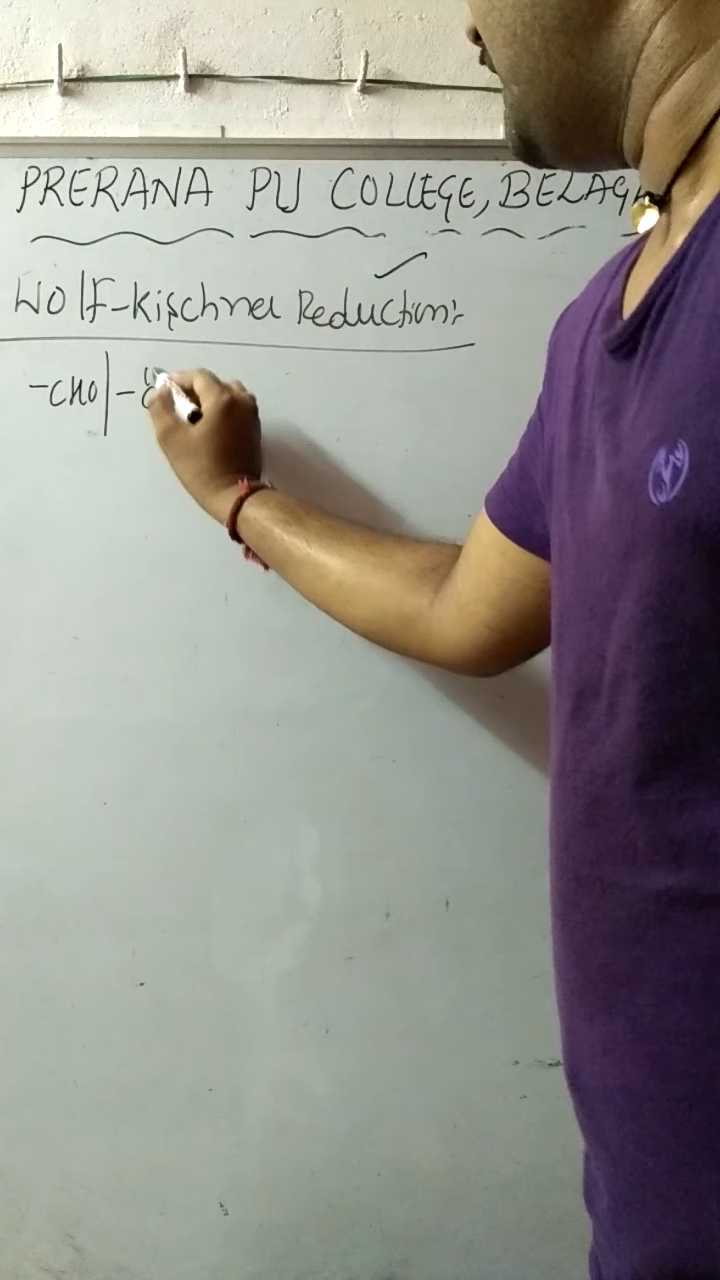 PRERANA PU COLLEGE,
Wolf-Kischner Reduction:-
-CHO | -C